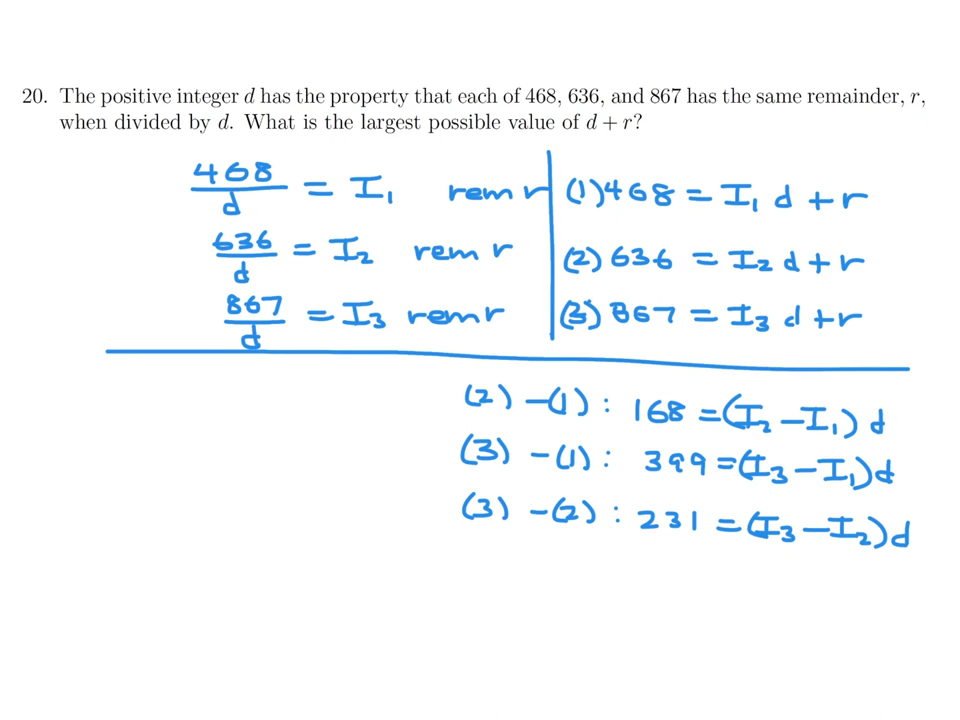 20. The positive integer d has the property that each of 468, 636, and 867 has the same remainder, r,
when divided by d. What is the largest possible value of d + r?
468/d = I₁ rem r (1) 468 = I₁ d + r
636/d = I₂ rem r (2) 636 = I₂ d + r
867/d = I₃ rem r (3) 867 = I₃ d + r
(2) - (1) : 168 = (I₂ - I₁) d
(3) - (1) : 399 = (I₃ - I₁) d
(3) - (2) : 231 = (I₃ - I₂) d